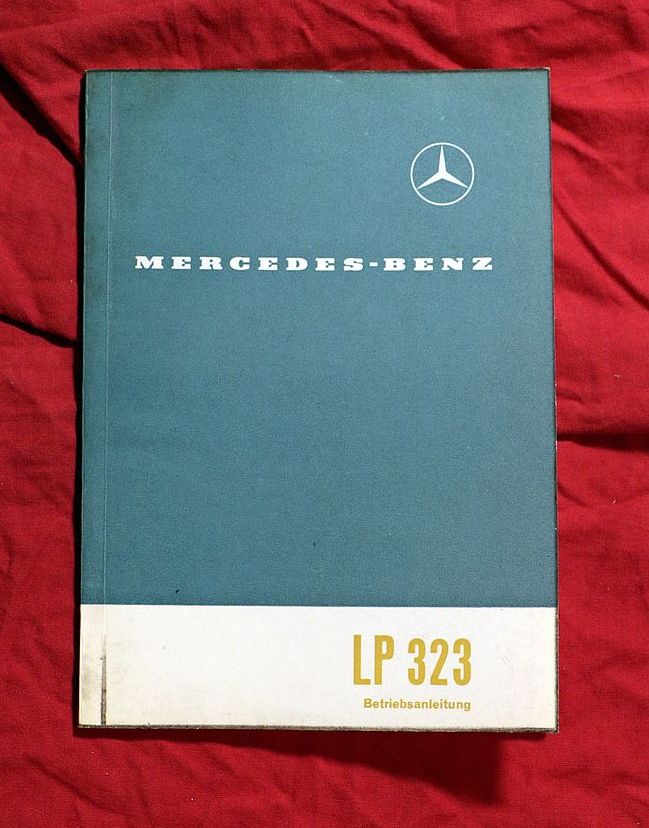 MERCEDES-BENZ
LP 323
Betriebsanleitung